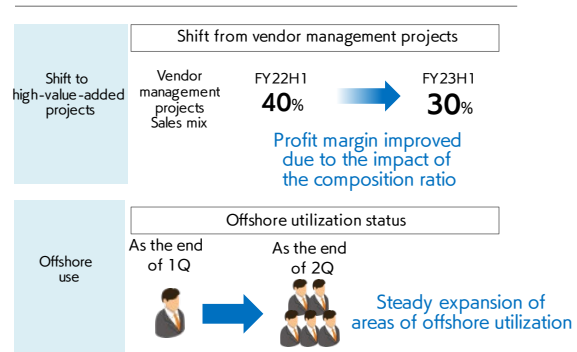 Shift from vendor management projects
Shift to
high-value-added
projects
Vendor
management
projects
Sales mix
FY22H1
40%
FY23H1
30%
Profit margin improved
due to the impact of
the composition ratio
Offshore utilization status
Offshore
use
As the end
of 1Q
As the end
of 2Q
Steady expansion of
areas of offshore utilization